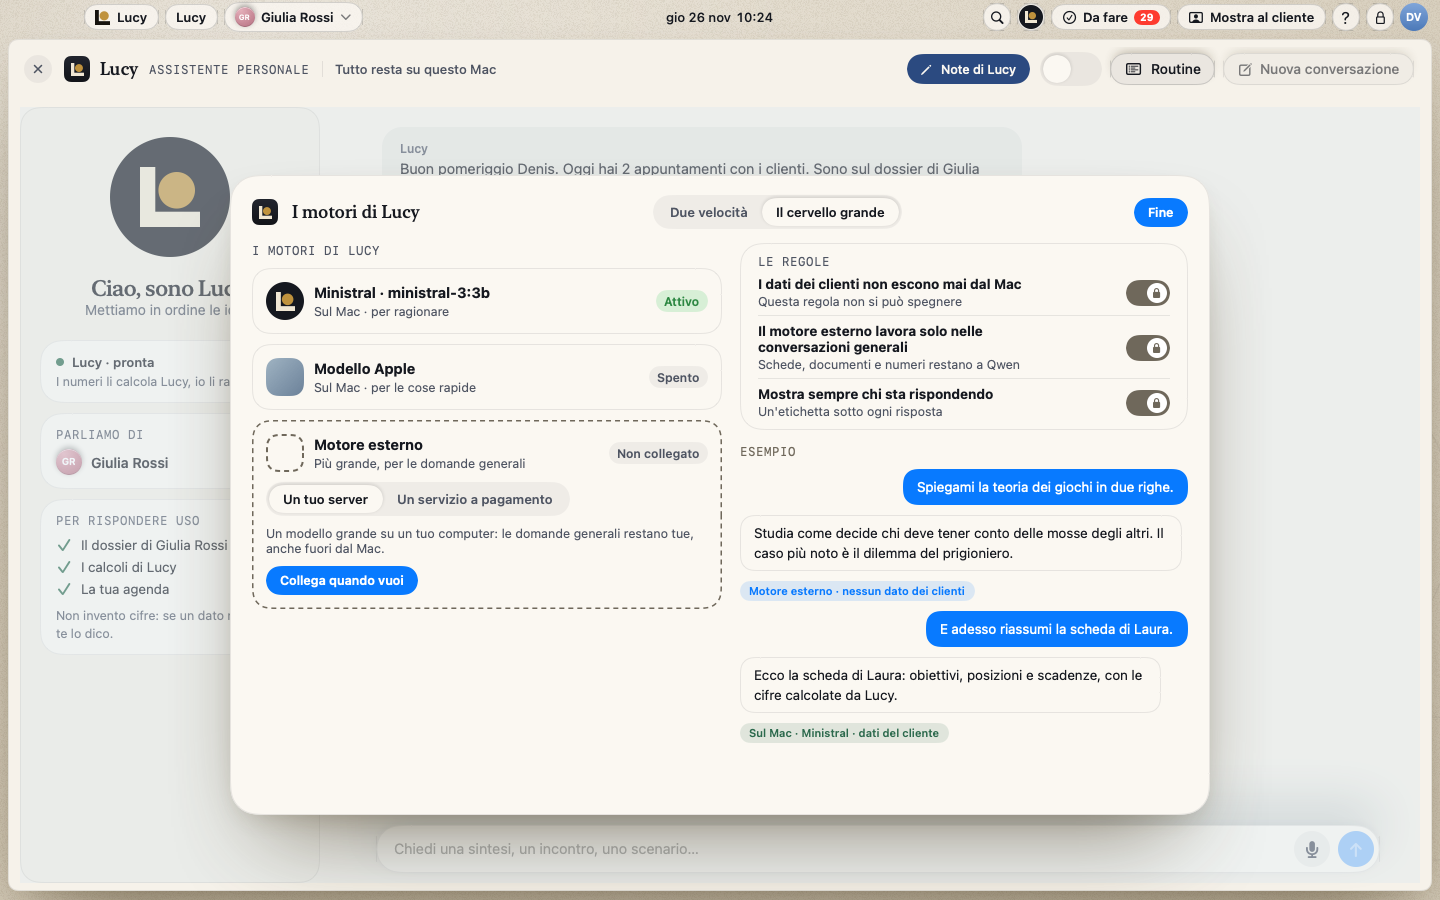 Lucy
Lucy
GR Giulia Rossi
gio 26 nov 10:24
Da fare 29
Mostra al cliente
?
DV
Lucy ASSISTENTE PERSONALE
Tutto resta su questo Mac
Note di Lucy
Routine
Nuova conversazione
Lucy
Buon pomeriggio Denis. Oggi hai 2 appuntamenti con i clienti. Sono sul dossier di Giulia
Ciao, sono Luc
Mettiamo in ordine le i
Lucy · pronta
I numeri li calcola Lucy, io li ra
PARLIAMO DI
GR Giulia Rossi
PER RISPONDERE USO
Il dossier di Giulia Rossi
I calcoli di Lucy
La tua agenda
Non invento cifre: se un dato
te lo dico.
I motori di Lucy
Due velocità
Il cervello grande
Fine
I MOTORI DI LUCY
Ministral · ministral-3:3b
Sul Mac · per ragionare
Attivo
Modello Apple
Sul Mac · per le cose rapide
Spento
Motore esterno
Più grande, per le domande generali
Non collegato
Un tuo server
Un servizio a pagamento
Un modello grande su un tuo computer: le domande generali restano tue,
anche fuori dal Mac.
Collega quando vuoi
LE REGOLE
I dati dei clienti non escono mai dal Mac
Questa regola non si può spegnere
Il motore esterno lavora solo nelle
conversazioni generali
Schede, documenti e numeri restano a Qwen
Mostra sempre chi sta rispondendo
Un'etichetta sotto ogni risposta
ESEMPIO
Spiegami la teoria dei giochi in due righe.
Studia come decide chi deve tener conto delle mosse degli altri. Il
caso più noto è il dilemma del prigioniero.
Motore esterno · nessun dato dei clienti
E adesso riassumi la scheda di Laura.
Ecco la scheda di Laura: obiettivi, posizioni e scadenze, con le
cifre calcolate da Lucy.
Sul Mac · Ministral · dati del cliente
Chiedi una sintesi, un incontro, uno scenario...